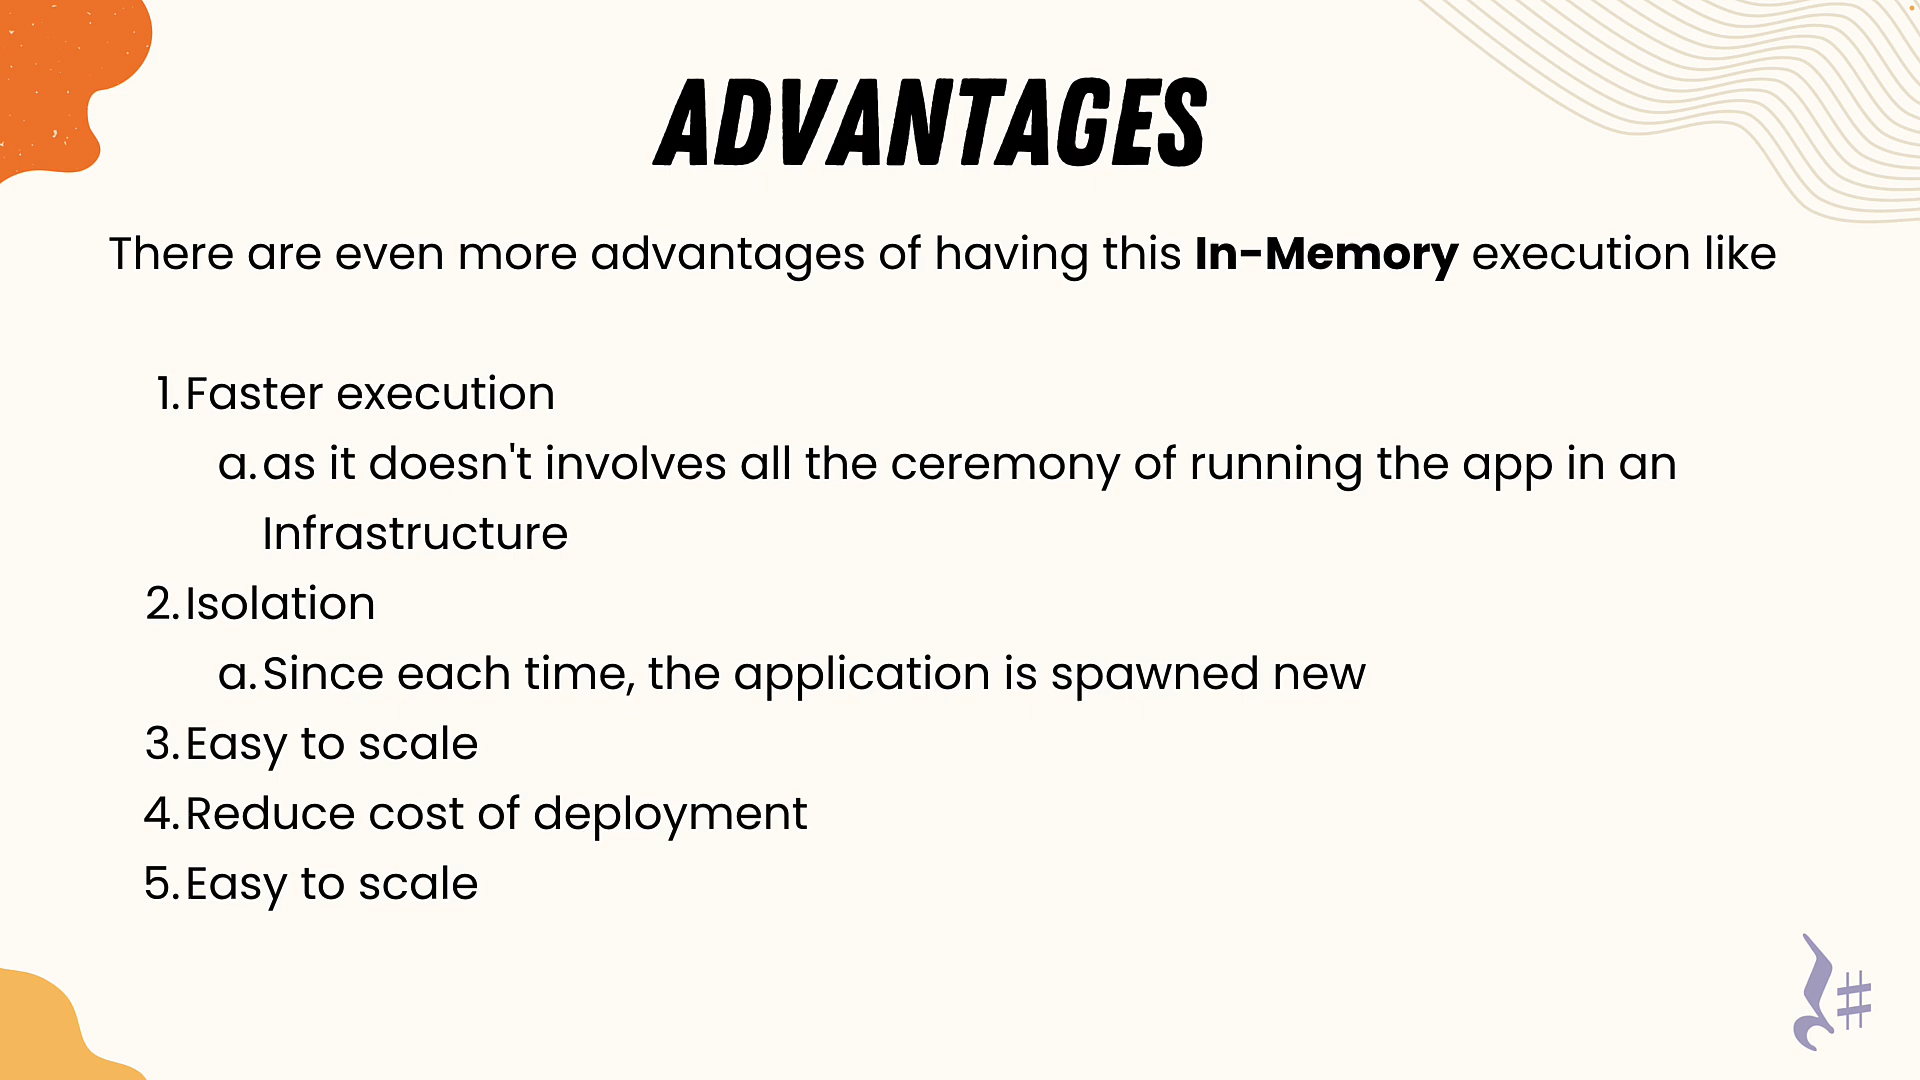 ADVANTAGES
There are even more advantages of having this In-Memory execution like
1. Faster execution
a. as it doesn't involves all the ceremony of running the app in an
Infrastructure
2. Isolation
a. Since each time, the application is spawned new
3. Easy to scale
4. Reduce cost of deployment
5. Easy to scale